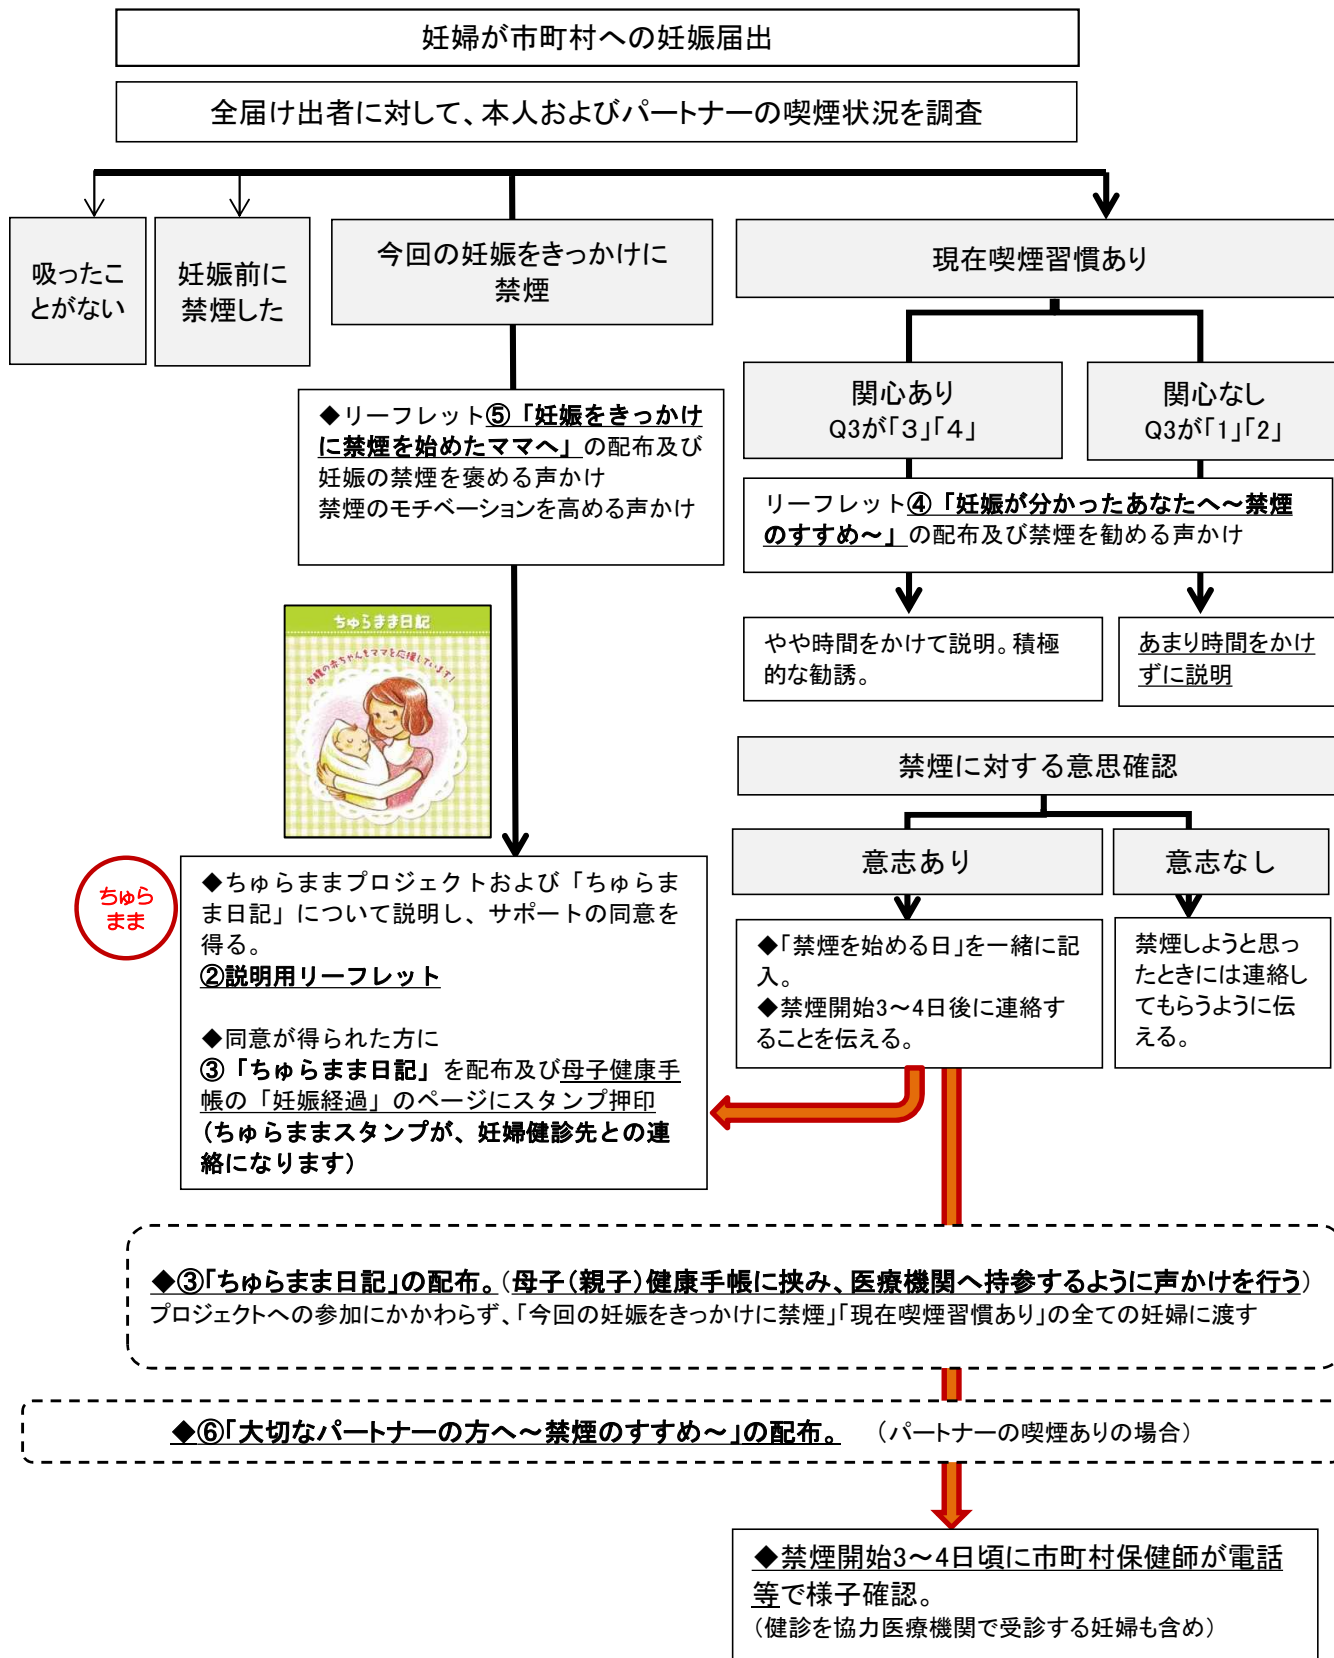 妊婦が市町村への妊娠届出
全届け出者に対して、本人およびパートナーの喫煙状況を調査
吸ったこ
とがない
妊娠前に
禁煙した
今回の妊娠をきっかけに
禁煙
現在喫煙習慣あり
関心あり
Q3が「3」「4」
関心なし
Q3が「1」「2」
◆リーフレット⑤「妊娠をきっかけ
に禁煙を始めたママへ」の配布及び
妊娠の禁煙を褒める声かけ
禁煙のモチベーションを高める声かけ
リーフレット④「妊娠が分かったあなたへ～禁煙
のすすめ～」の配布及び禁煙を勧める声かけ
やや時間をかけて説明。積極
的な勧誘。
あまり時間をかけ
ずに説明
ちゅらまま日記
お腹の赤ちゃんとママを応援しています！
禁煙に対する意思確認
意志あり
意志なし
ちゅら
まま
◆ちゅらままプロジェクトおよび「ちゅらま
ま日記」について説明し、サポートの同意を
得る。
②説明用リーフレット
◆同意が得られた方に
③「ちゅらまま日記」を配布及び母子健康手
帳の「妊娠経過」のページにスタンプ押印
(ちゅらままスタンプが、妊婦健診先との連
絡になります)
◆「禁煙を始める日」を一緒に記
入。
◆禁煙開始3～4日後に連絡す
ることを伝える。
禁煙しようと思っ
たときには連絡し
てもらうように伝
える。
◆③「ちゅらまま日記」の配布。(母子(親子)健康手帳に挟み、医療機関へ持参するように声かけを行う)
プロジェクトへの参加にかかわらず、「今回の妊娠をきっかけに禁煙」「現在喫煙習慣あり」の全ての妊婦に渡す
◆⑥「大切なパートナーの方へ～禁煙のすすめ～」の配布。 (パートナーの喫煙ありの場合)
◆禁煙開始3～4日頃に市町村保健師が電話
等で様子確認。
(健診を協力医療機関で受診する妊婦も含め)